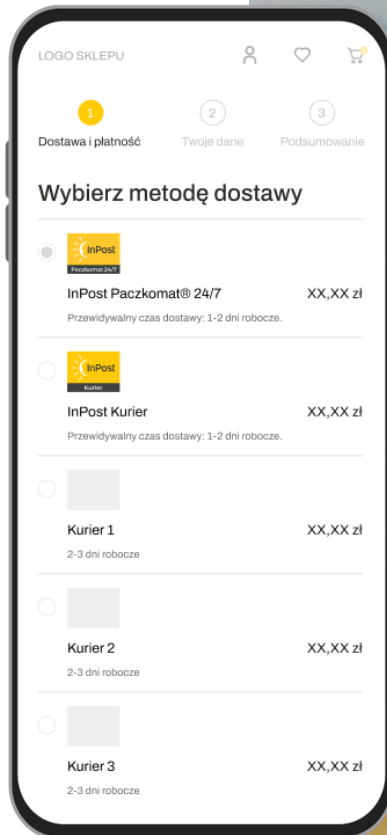 LOGO SKLEPU
1
2
3
Dostawa i płatność
Twoje dane
Podsumowanie
Wybierz metodę dostawy
InPost
Paczkomat 24/7
InPost Paczkomat® 24/7 XX,XX zł
Przewidywalny czas dostawy: 1-2 dni robocze.
InPost
Kurier
InPost Kurier XX,XX zł
Przewidywalny czas dostawy: 1-2 dni robocze.
Kurier 1 XX,XX zł
2-3 dni robocze
Kurier 2 XX,XX zł
2-3 dni robocze
Kurier 3 XX,XX zł
2-3 dni robocze